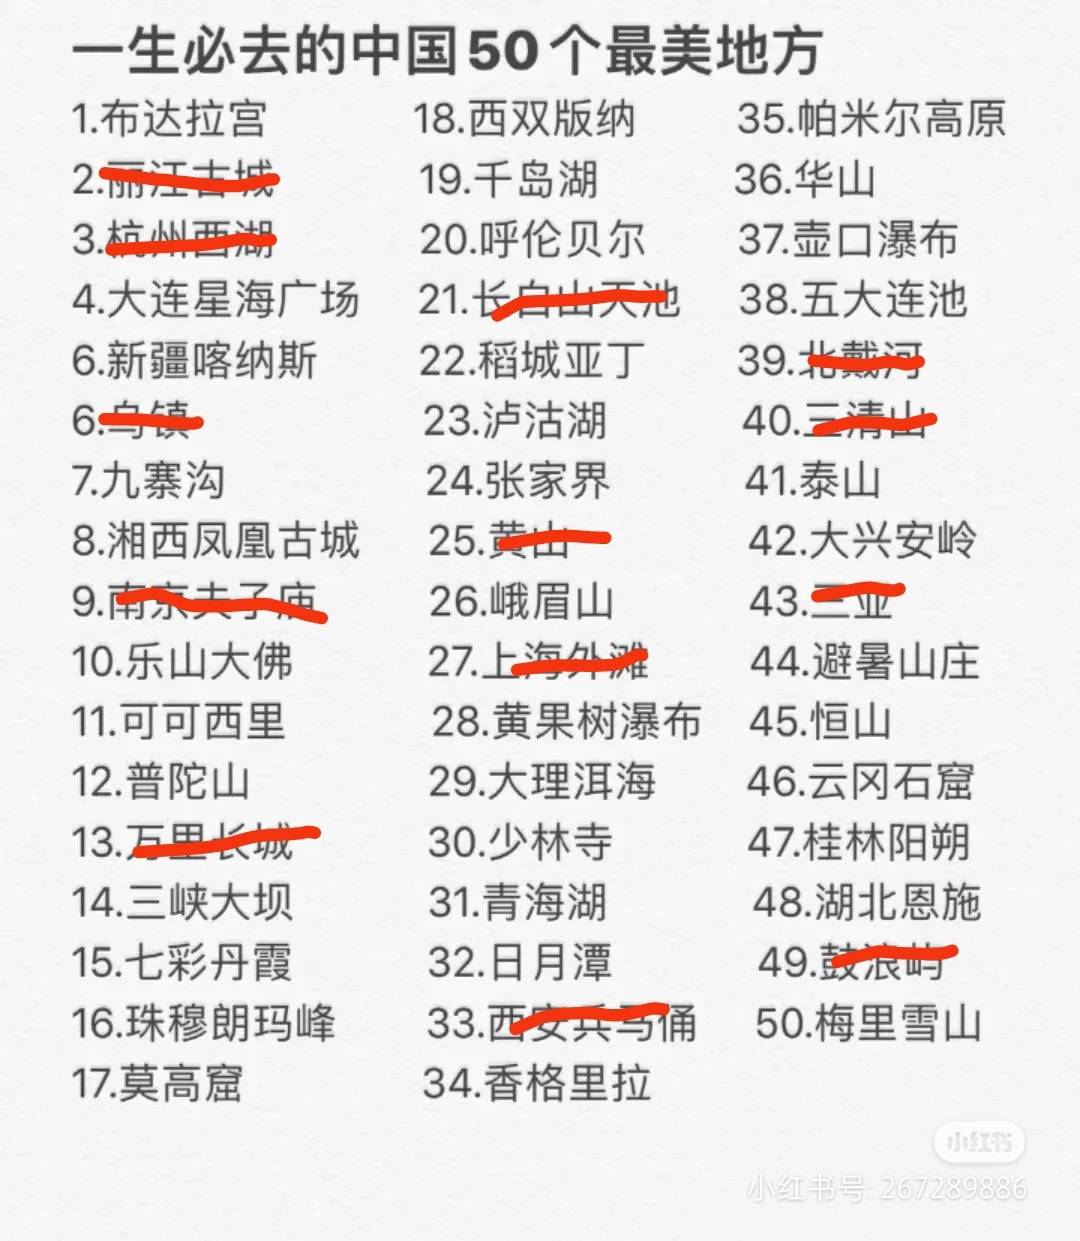 一生必去的中国50个最美地方
1.布达拉宫
2.丽江古城
3.杭州西湖
4.大连星海广场
6.新疆喀纳斯
6.乌镇
7.九寨沟
8.湘西凤凰古城
9.南京夫子庙
10.乐山大佛
11.可可西里
12.普陀山
13.万里长城
14.三峡大坝
15.七彩丹霞
16.珠穆朗玛峰
17.莫高窟
18.西双版纳
19.千岛湖
20.呼伦贝尔
21.长白山天池
22.稻城亚丁
23.泸沽湖
24.张家界
25.黄山
26.峨眉山
27.上海外滩
28.黄果树瀑布
29.大理洱海
30.少林寺
31.青海湖
32.日月潭
33.西安兵马俑
34.香格里拉
35.帕米尔高原
36.华山
37.壶口瀑布
38.五大连池
39.北戴河
40.三清山
41.泰山
42.大兴安岭
43.三亚
44.避暑山庄
45.恒山
46.云冈石窟
47.桂林阳朔
48.湖北恩施
49.鼓浪屿
50.梅里雪山
小红书
小红书号: 267289886